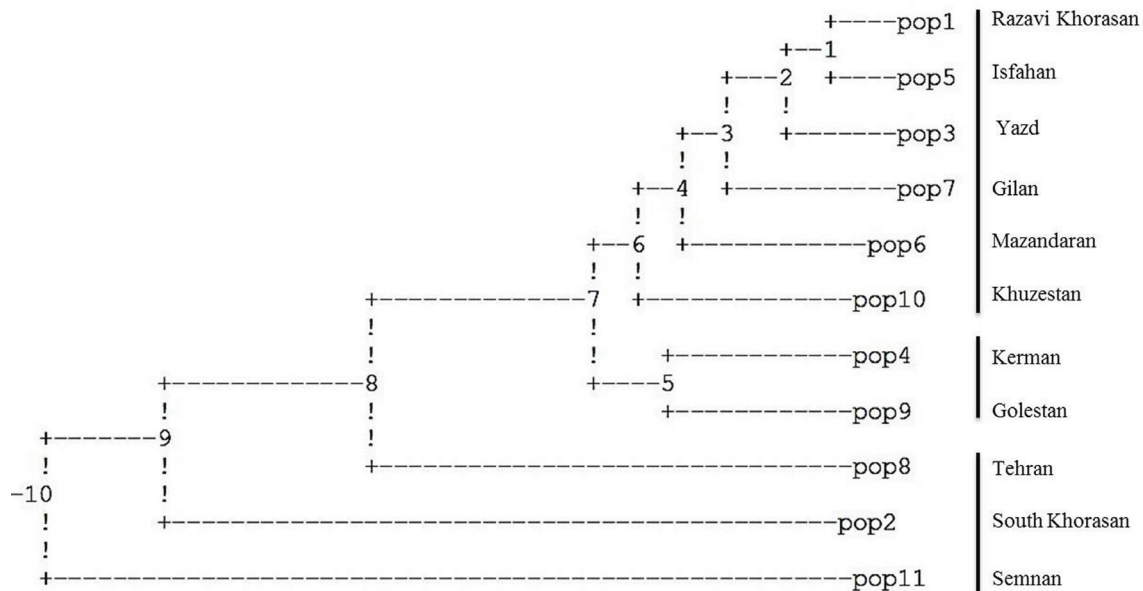 +----pop1 Razavi Khorasan
+--1
+---2 +----pop5 Isfahan
! !
+--3 +-------pop3 Yazd
! !
+--4 +-----------pop7 Gilan
! !
+--6 +------------pop6 Mazandaran
! !
+---------------7 +--------------pop10 Khuzestan
! !
! ! +------------pop4 Kerman
+--------------8 +----5
! ! +------------pop9 Golestan
+-------9 !
! ! +--------------------------------pop8 Tehran
-10 !
! +---------------------------------------------pop2 South Khorasan
!
+------------------------------------------------------pop11 Semnan